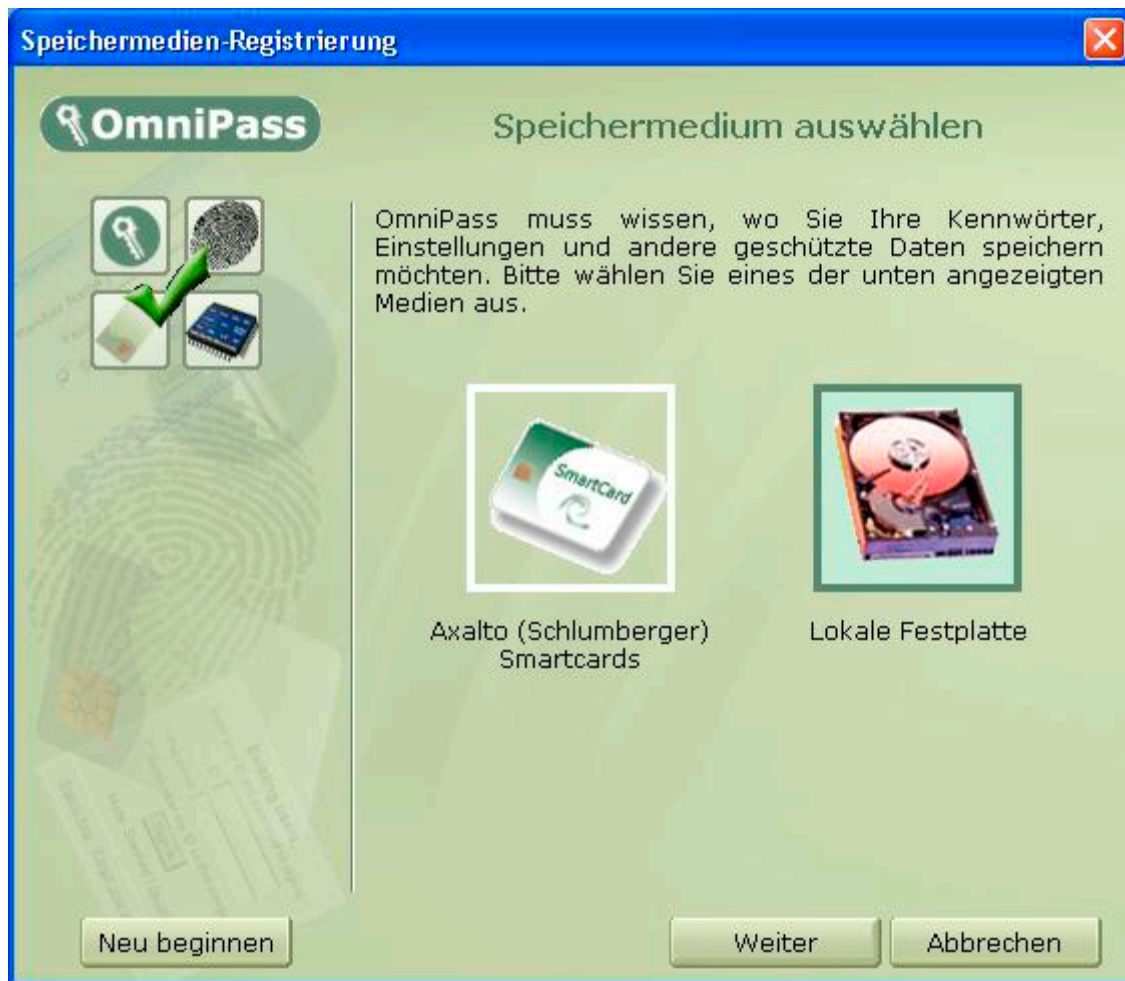 Speichermedien-Registrierung
OmniPass
Speichermedium auswählen
OmniPass muss wissen, wo Sie Ihre Kennwörter,
Einstellungen und andere geschützte Daten speichern
möchten. Bitte wählen Sie eines der unten angezeigten
Medien aus.
SmartCard
Axalto (Schlumberger)
Smartcards
Lokale Festplatte
Neu beginnen
Weiter
Abbrechen